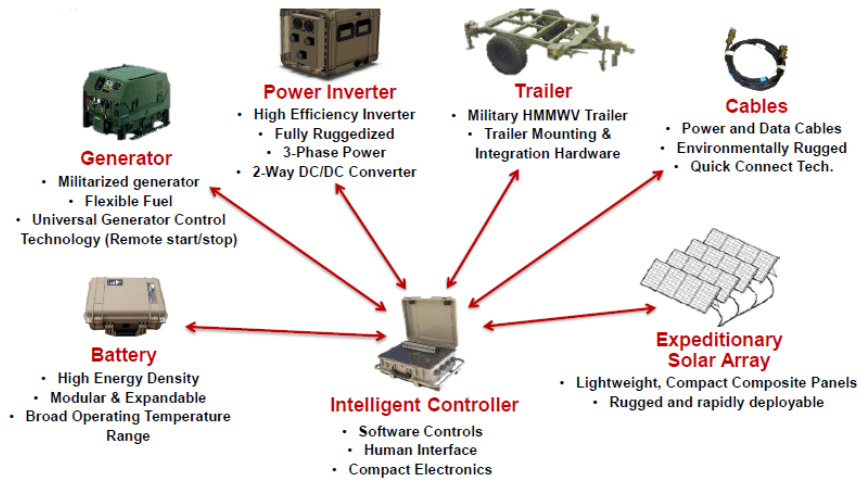 Power Inverter
• High Efficiency Inverter
• Fully Ruggedized
• 3-Phase Power
• 2-Way DC/DC Converter
Trailer
• Military HMMWV Trailer
• Trailer Mounting &
Integration Hardware
Cables
• Power and Data Cables
• Environmentally Rugged
• Quick Connect Tech.
Generator
• Militarized generator
• Flexible Fuel
• Universal Generator Control
Technology (Remote start/stop)
Battery
• High Energy Density
• Modular & Expandable
• Broad Operating Temperature
Range
Intelligent Controller
• Software Controls
• Human Interface
• Compact Electronics
Expeditionary
Solar Array
• Lightweight, Compact Composite Panels
• Rugged and rapidly deployable